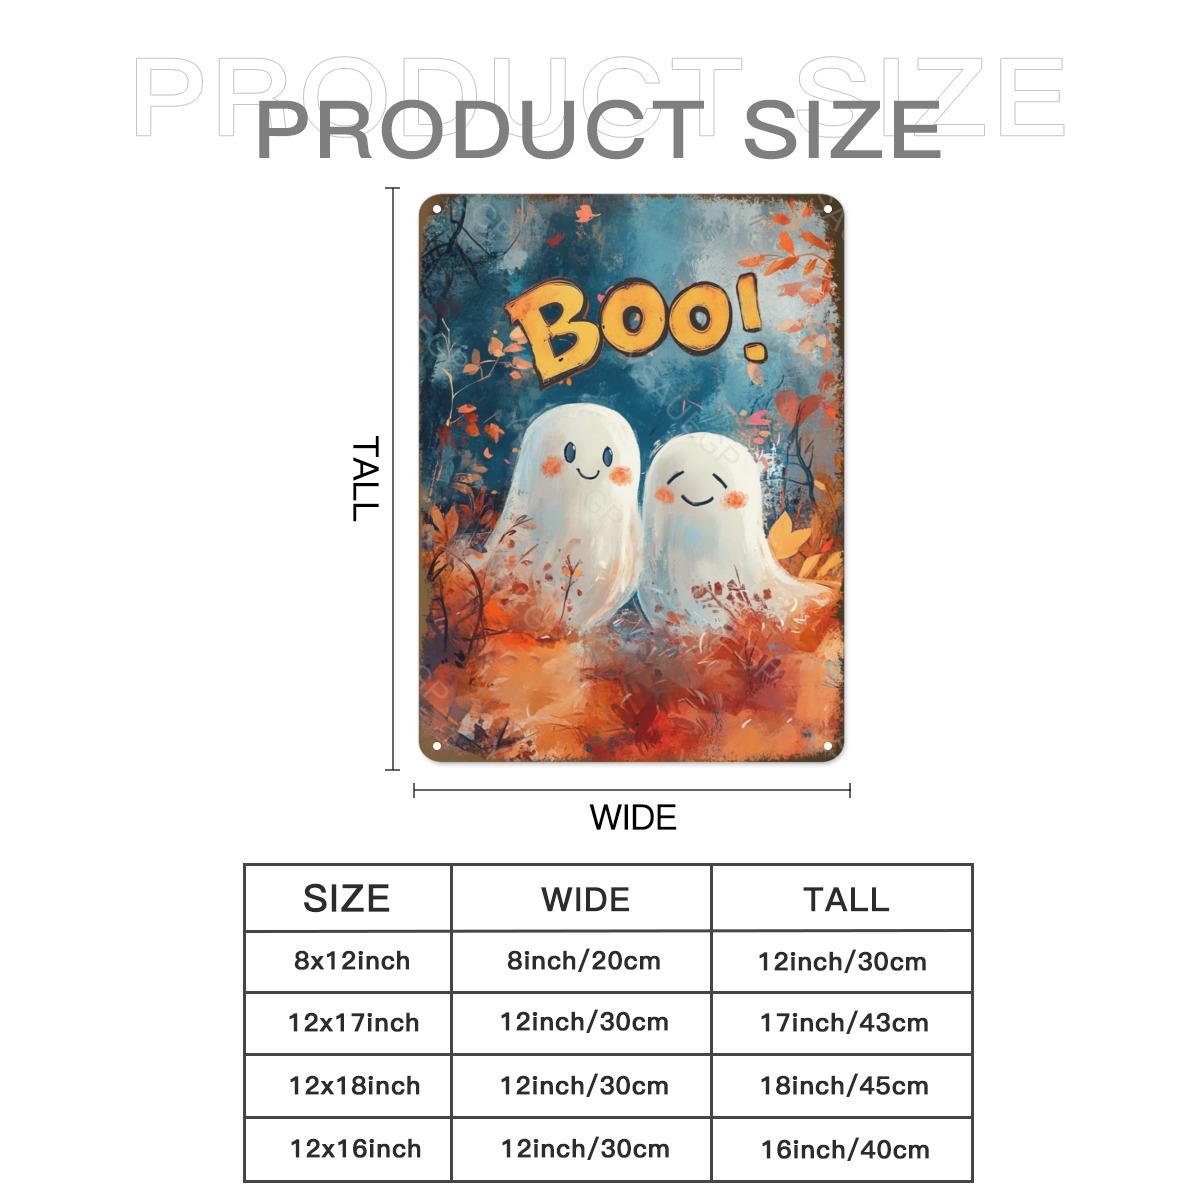 PRODUCT SIZE
PRODUCT SIZE
BOO!
TALL
WIDE
SIZE WIDE TALL
8x12inch 8inch/20cm 12inch/30cm
12x17inch 12inch/30cm 17inch/43cm
12x18inch 12inch/30cm 18inch/45cm
12x16inch 12inch/30cm 16inch/40cm